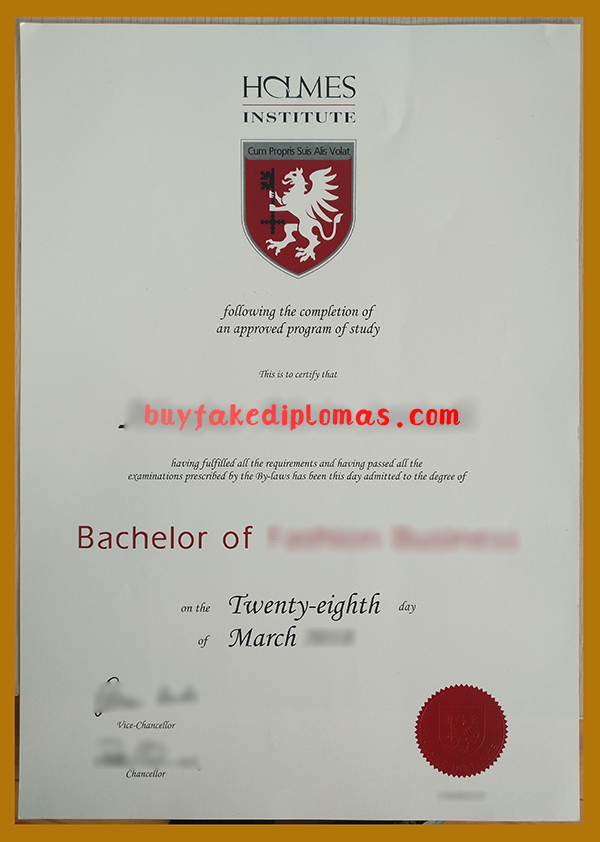 HOLMES
INSTITUTE
Cum Propris Suis Alis Volat
following the completion of
an approved program of study
This is to certify that
buyfakediplomas.com
having fulfilled all the requirements and having passed all the
examinations prescribed by the By-laws has been this day admitted to the degree of
Bachelor of Fashion Business
on the Twenty-eighth day
of March
Vice-Chancellor
Chancellor